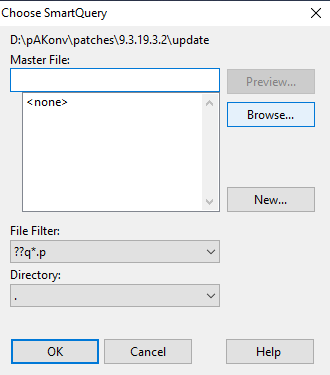 Choose SmartQuery
D:\pAKonv\patches\9.3.19.3.2\update
Master File:
Preview...
<none>
Browse...
New...
File Filter:
??q*.p
Directory:
.
OK
Cancel
Help